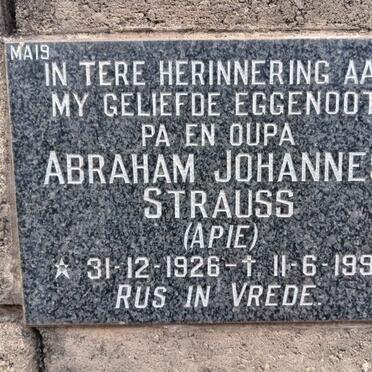 MA19
IN TERE HERINNERING AA
MY GELIEFDE EGGENOOT
PA EN OUPA
ABRAHAM JOHANNES
STRAUSS
(APIE)
☆ 31-12-1926-† 11-6-199
RUS IN VREDE.